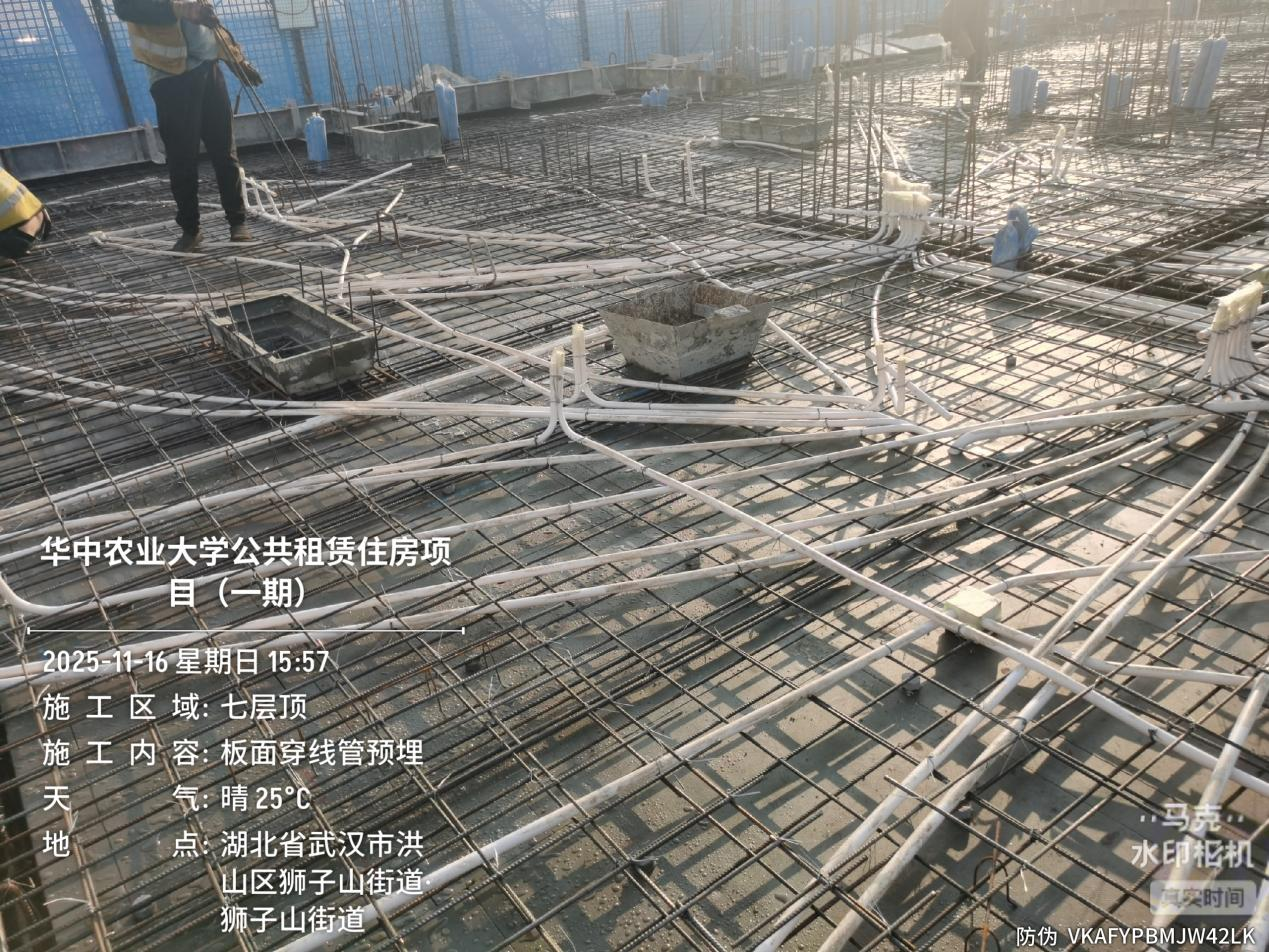 华中农业大学公共租赁住房项
目（一期）
2025-11-16 星期日 15:57
施工区域：七层顶
施工内容：板面穿线管预埋
天气：晴 25°C
地点：湖北省武汉市洪
山区狮子山街道·
狮子山街道
马克
水印相机
真实时间
防伪 VKAFYPBMJW42LK